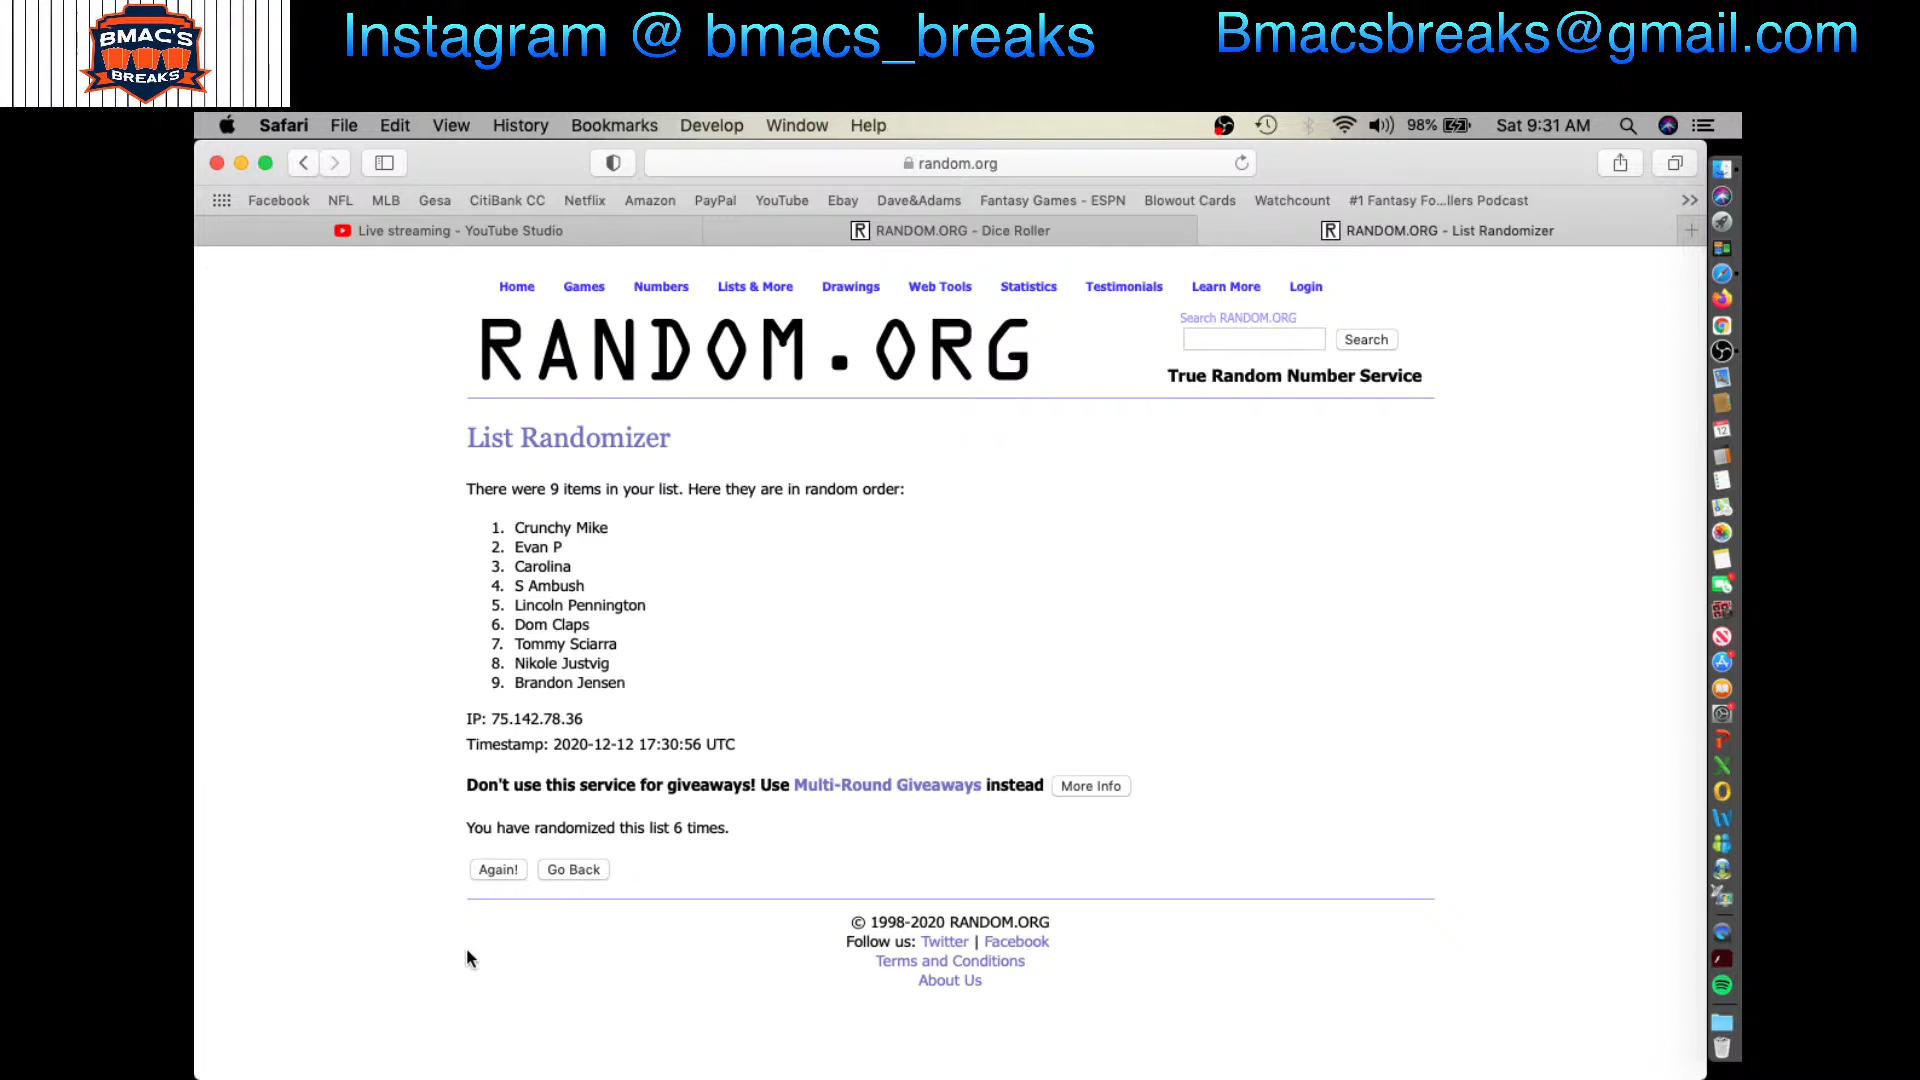 BMAC'S
BREAKS
Instagram @ bmacs_breaks
Bmacsbreaks@gmail.com
Safari File Edit View History Bookmarks Develop Window Help 98% Sat 9:31 AM
random.org
Facebook NFL MLB Gesa CitiBank CC Netflix Amazon PayPal YouTube Ebay Dave&Adams Fantasy Games - ESPN Blowout Cards Watchcount #1 Fantasy Fo...llers Podcast
Live streaming - YouTube Studio
R RANDOM.ORG - Dice Roller
R RANDOM.ORG - List Randomizer
Home Games Numbers Lists & More Drawings Web Tools Statistics Testimonials Learn More Login
RANDOM.ORG
Search RANDOM.ORG
Search
True Random Number Service
List Randomizer
There were 9 items in your list. Here they are in random order:
1. Crunchy Mike
2. Evan P
3. Carolina
4. S Ambush
5. Lincoln Pennington
6. Dom Claps
7. Tommy Sciarra
8. Nikole Justvig
9. Brandon Jensen
IP: 75.142.78.36
Timestamp: 2020-12-12 17:30:56 UTC
Don't use this service for giveaways! Use Multi-Round Giveaways instead More Info
You have randomized this list 6 times.
Again! Go Back
© 1998-2020 RANDOM.ORG
Follow us: Twitter | Facebook
Terms and Conditions
About Us